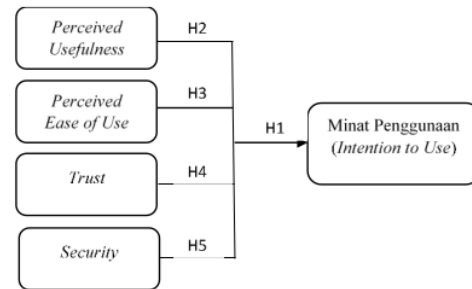 Perceived
Usefulness
H2
Perceived
Ease of Use
H3
H1
Minat Penggunaan
(Intention to Use)
Trust
H4
Security
H5